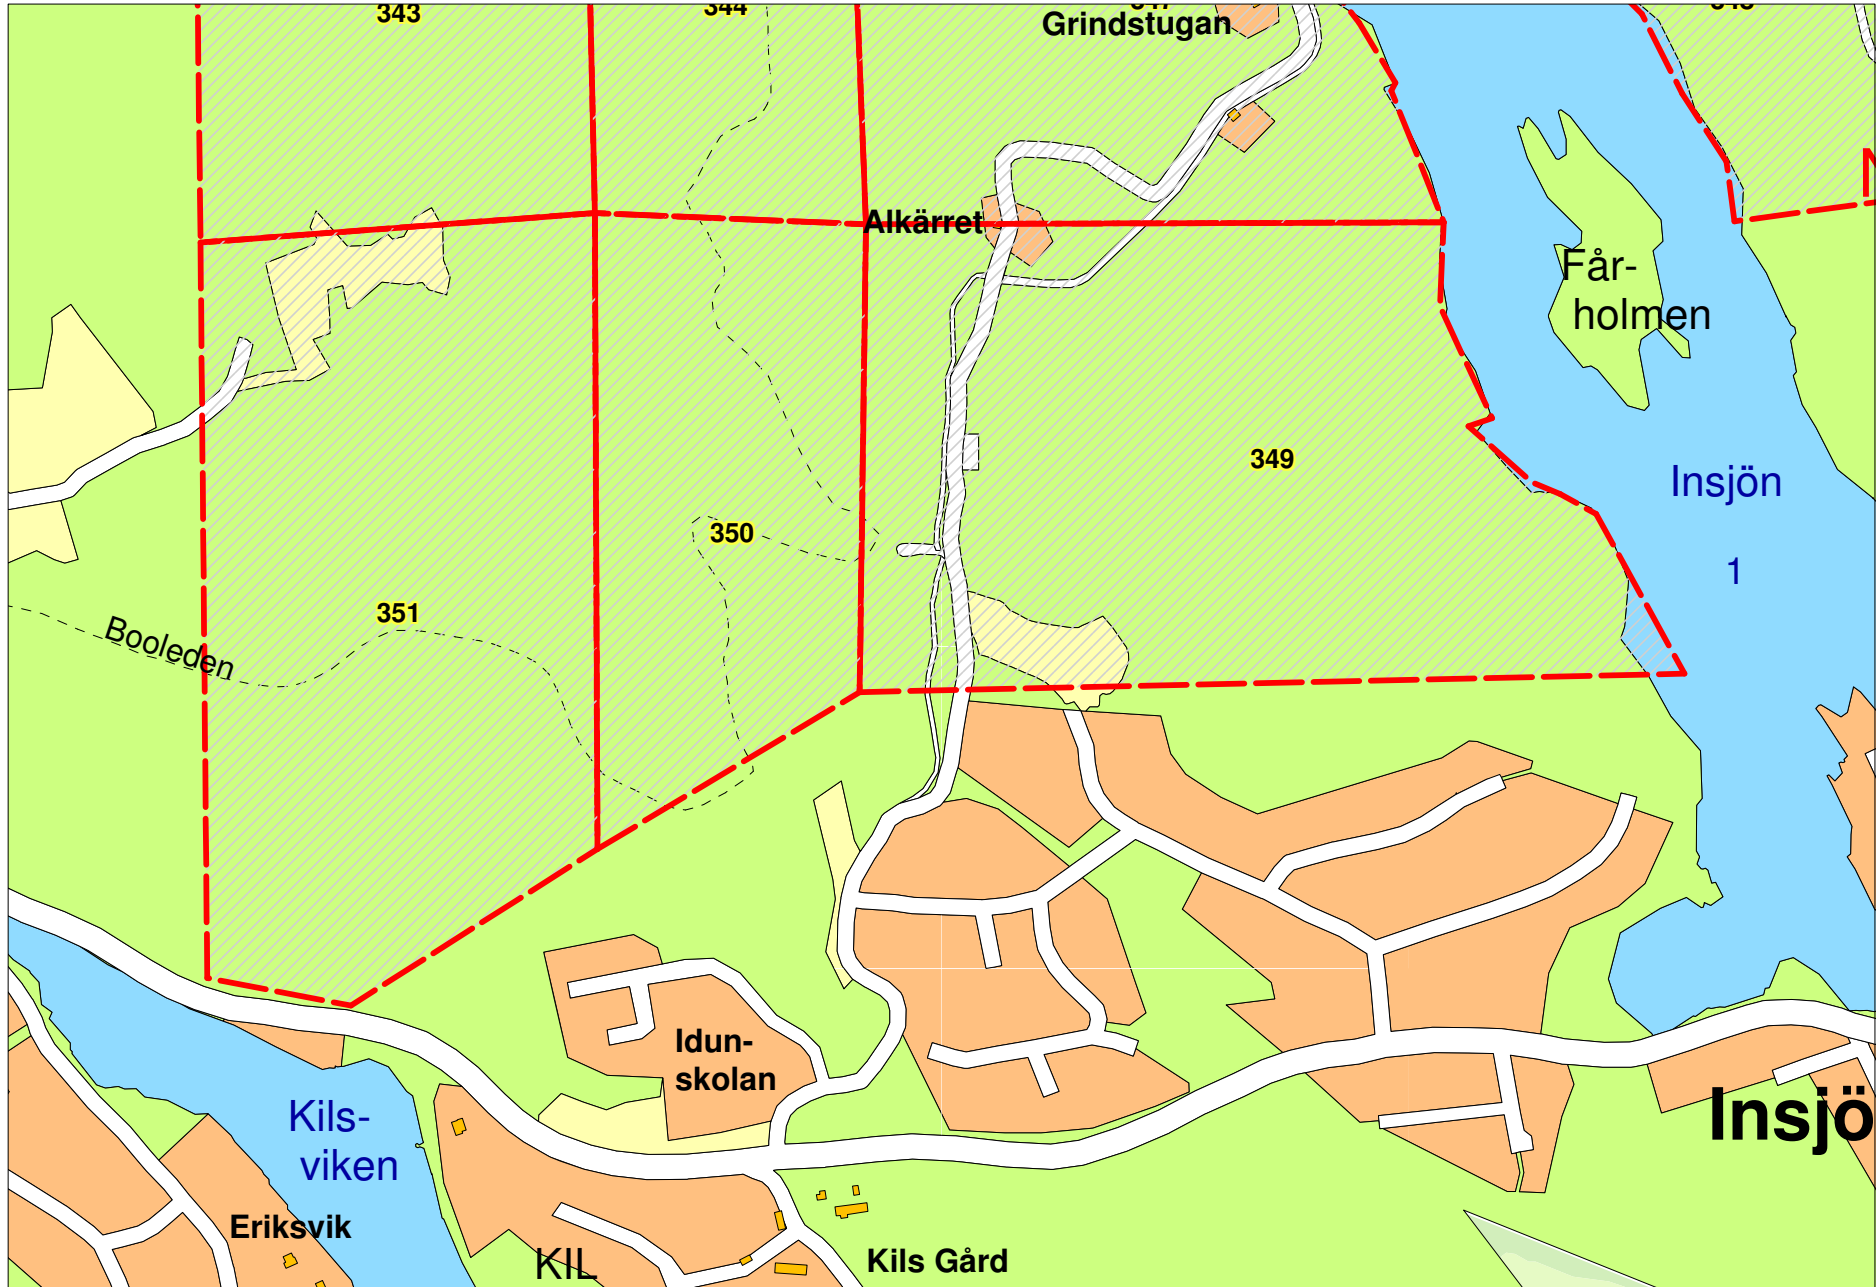 343
344
347
Grindstugan
Alkärret
Får-
holmen
349
Insjön
1
350
351
Booleden
Idun-
skolan
Kils-
viken
Insjö
Eriksvik
KIL
Kils Gård